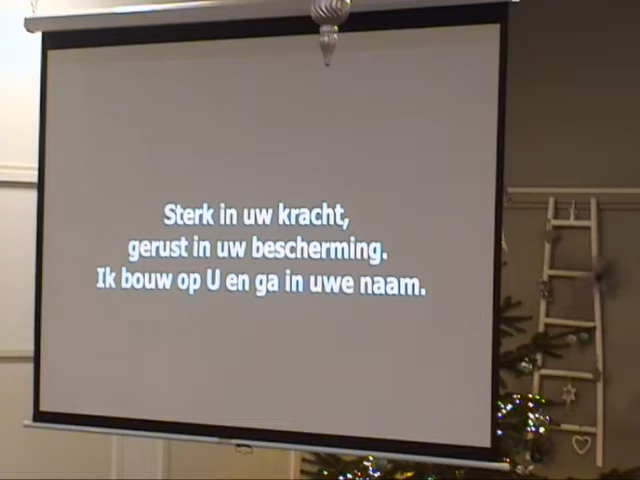 Sterk in uw kracht,
gerust in uw bescherming.
Ik bouw op U en ga in uwe naam.